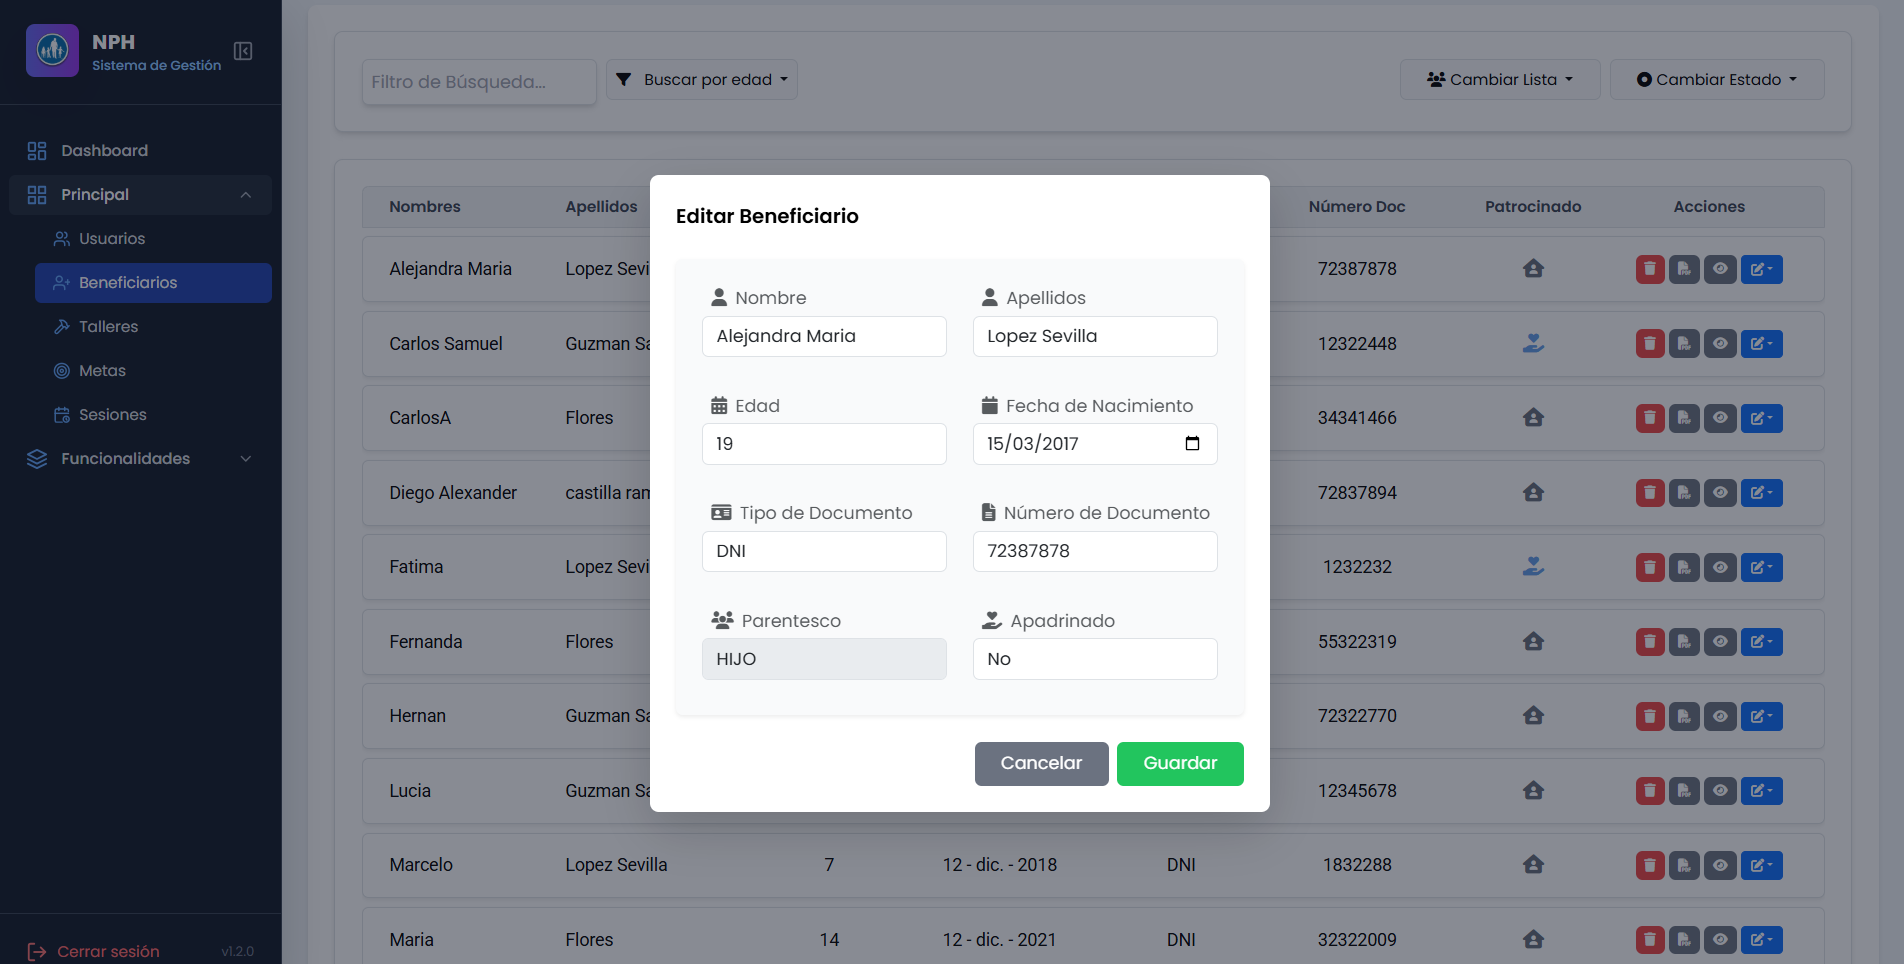 NPH
Sistema de Gestión
Dashboard
Principal
Usuarios
Beneficiarios
Talleres
Metas
Sesiones
Funcionalidades
Cerrar sesión v1.2.0
Filtro de Búsqueda... Buscar por edad Cambiar Lista Cambiar Estado
Nombres Apellidos Número Doc Patrocinado Acciones
Alejandra Maria Lopez Sevi 72387878
Carlos Samuel Guzman Sa 12322448
CarlosA Flores 34341466
Diego Alexander castilla ram 72837894
Fatima Lopez Sevi 1232232
Fernanda Flores 55322319
Hernan Guzman Sa 72322770
Lucia Guzman Sa 12345678
Marcelo Lopez Sevilla 7 12 - dic. - 2018 DNI 1832288
Maria Flores 14 12 - dic. - 2021 DNI 32322009
Editar Beneficiario
Nombre Apellidos
Alejandra Maria Lopez Sevilla
Edad Fecha de Nacimiento
19 15/03/2017
Tipo de Documento Número de Documento
DNI 72387878
Parentesco Apadrinado
HIJO No
Cancelar Guardar